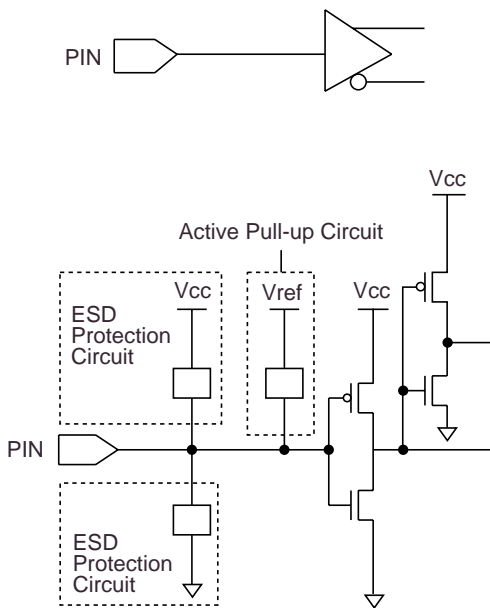 PIN
Vcc
Active Pull-up Circuit
ESD
Protection
Circuit
Vcc
Vref
Vcc
PIN
ESD
Protection
Circuit